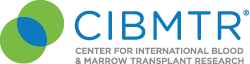 CIBMTR®
CENTER FOR INTERNATIONAL BLOOD
& MARROW TRANSPLANT RESEARCH